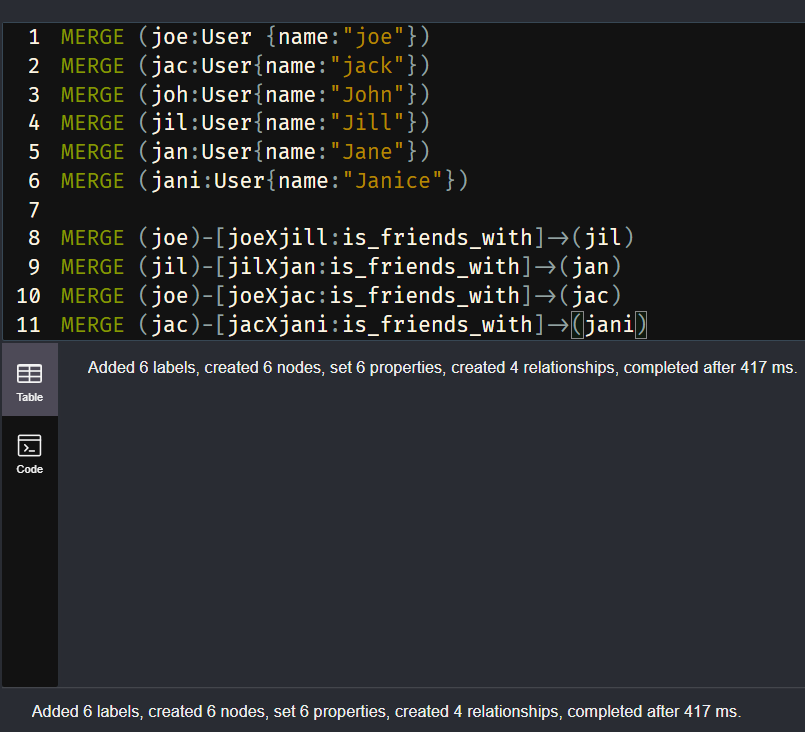 1 MERGE (joe:User {name:"joe"})
2 MERGE (jac:User{name:"jack"})
3 MERGE (joh:User{name:"John"})
4 MERGE (jil:User{name:"Jill"})
5 MERGE (jan:User{name:"Jane"})
6 MERGE (jani:User{name:"Janice"})
7
8 MERGE (joe)-[joeXjill:is_friends_with]->(jil)
9 MERGE (jil)-[jilXjan:is_friends_with]->(jan)
10 MERGE (joe)-[joeXjac:is_friends_with]->(jac)
11 MERGE (jac)-[jacXjani:is_friends_with]->(jani)
Added 6 labels, created 6 nodes, set 6 properties, created 4 relationships, completed after 417 ms.
Table
Code
Added 6 labels, created 6 nodes, set 6 properties, created 4 relationships, completed after 417 ms.